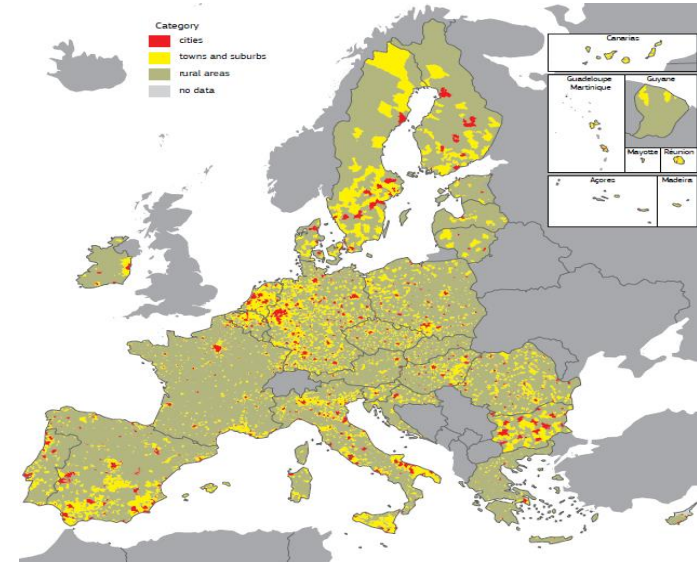 Category
cities
towns and suburbs
rural areas
no data
Canarias
Guadeloupe
Martinique
Guyane
Mayotte
Réunion
Açores
Madeira